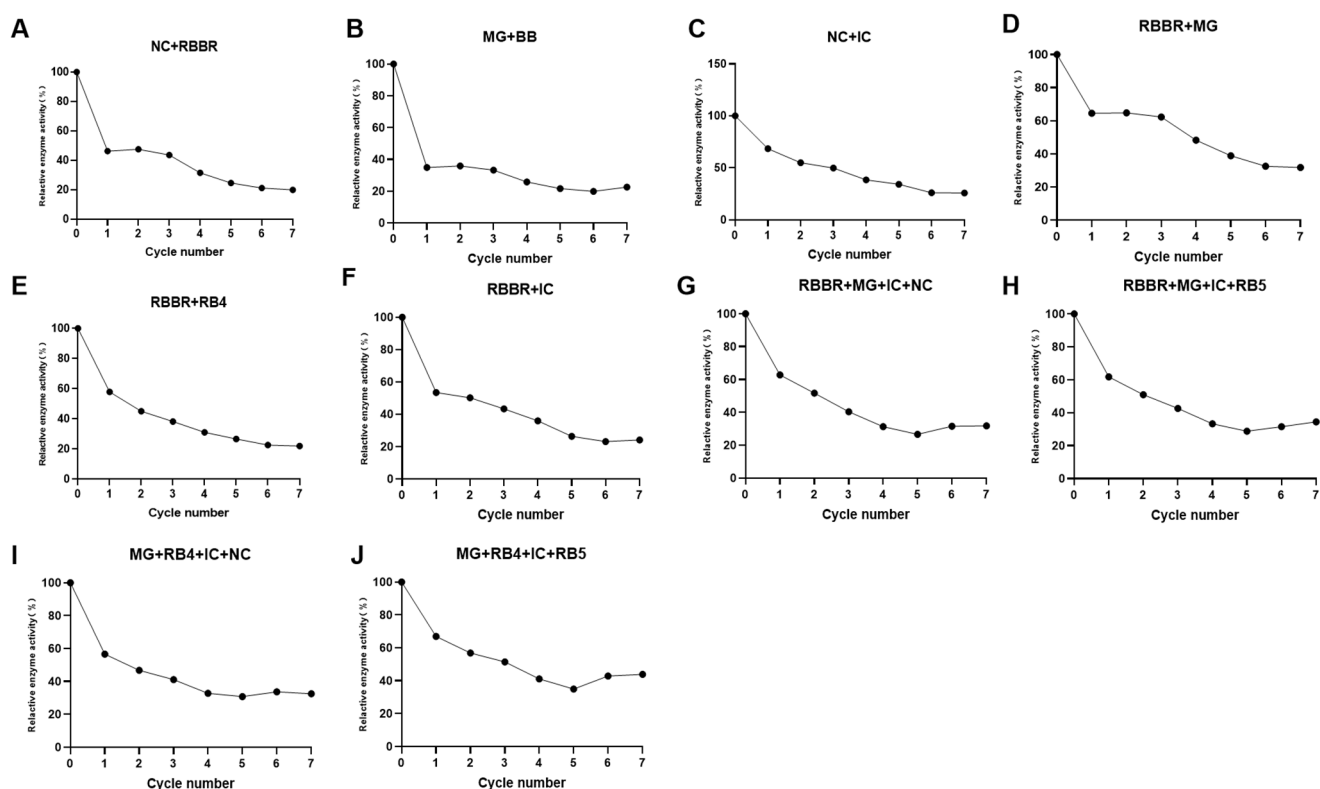 A
NC+RBBR
Relactive enzyme activity(%)
100
80
60
40
20
0
0 1 2 3 4 5 6 7
Cycle number
B
MG+BB
Relactive enzyme activity(%)
100
80
60
40
20
0
0 1 2 3 4 5 6 7
Cycle number
C
NC+IC
Relactive enzyme activity(%)
150
100
50
0
0 1 2 3 4 5 6 7
Cycle number
D
RBBR+MG
Relactive enzyme activity(%)
100
80
60
40
20
0
0 1 2 3 4 5 6 7
Cycle number
E
RBBR+RB4
Relactive enzyme activity(%)
100
80
60
40
20
0
0 1 2 3 4 5 6 7
Cycle number
F
RBBR+IC
Relactive enzyme activity(%)
100
80
60
40
20
0
0 1 2 3 4 5 6 7
Cycle number
G
RBBR+MG+IC+NC
Relactive enzyme activity(%)
100
80
60
40
20
0
0 1 2 3 4 5 6 7
Cycle number
H
RBBR+MG+IC+RB5
Relactive enzyme activity(%)
100
80
60
40
20
0
0 1 2 3 4 5 6 7
Cycle number
I
MG+RB4+IC+NC
Relactive enzyme activity(%)
100
80
60
40
20
0
0 1 2 3 4 5 6 7
Cycle number
J
MG+RB4+IC+RB5
Relactive enzyme activity(%)
100
80
60
40
20
0
0 1 2 3 4 5 6 7
Cycle number